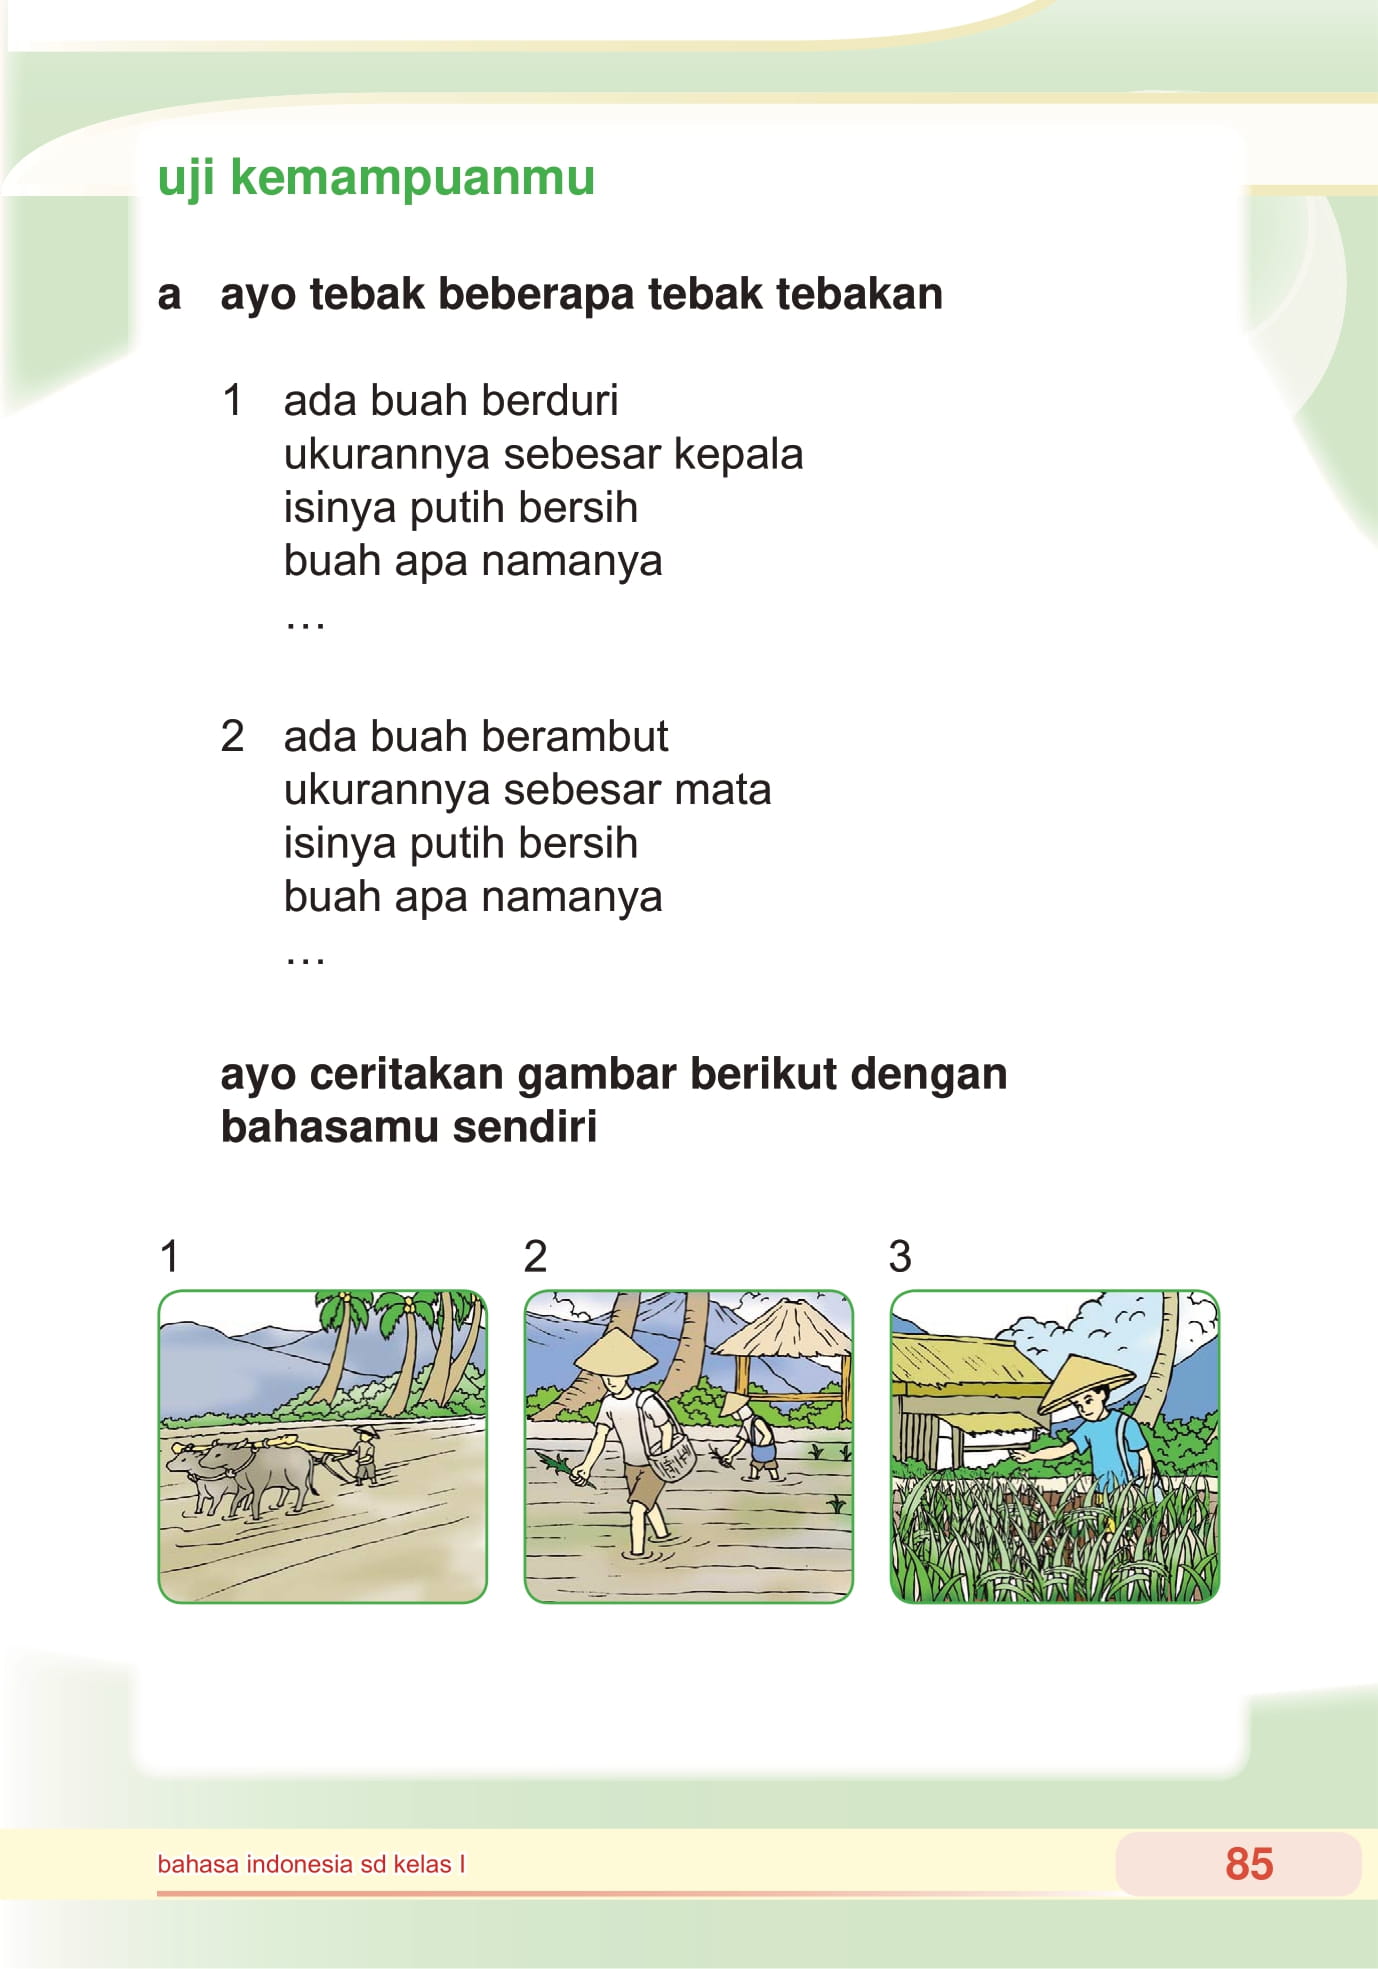 uji kemampuanmu
a ayo tebak beberapa tebak tebakan
1 ada buah berduri
ukurannya sebesar kepala
isinya putih bersih
buah apa namanya
...
2 ada buah berambut
ukurannya sebesar mata
isinya putih bersih
buah apa namanya
...
ayo ceritakan gambar berikut dengan
bahasamu sendiri
1 2 3
bahasa indonesia sd kelas I 85